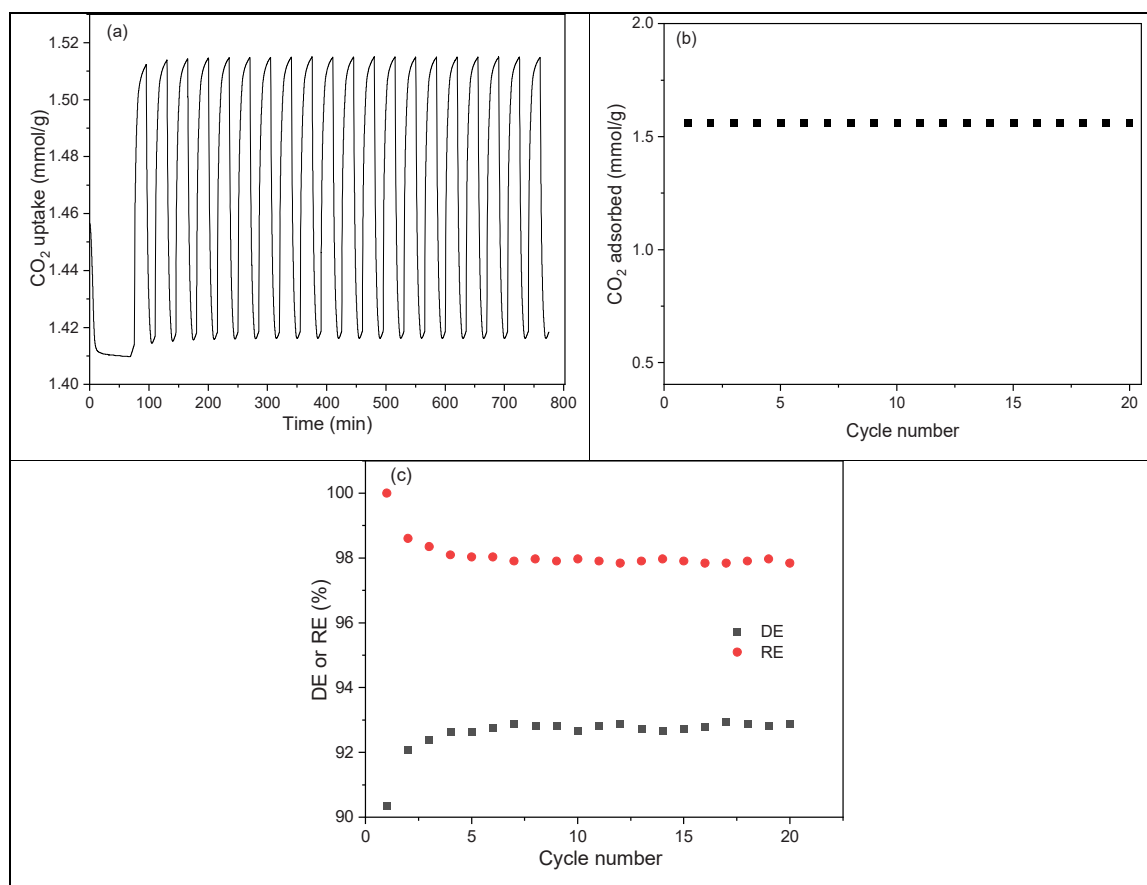 (a)
1.52
1.50
1.48
1.46
1.44
1.42
1.40
CO₂ uptake (mmol/g)
0 100 200 300 400 500 600 700 800
Time (min)
(b)
2.0
1.5
1.0
0.5
CO₂ adsorbed (mmol/g)
0 5 10 15 20
Cycle number
(c)
100
98
96
94
92
90
DE or RE (%)
DE
RE
0 5 10 15 20
Cycle number